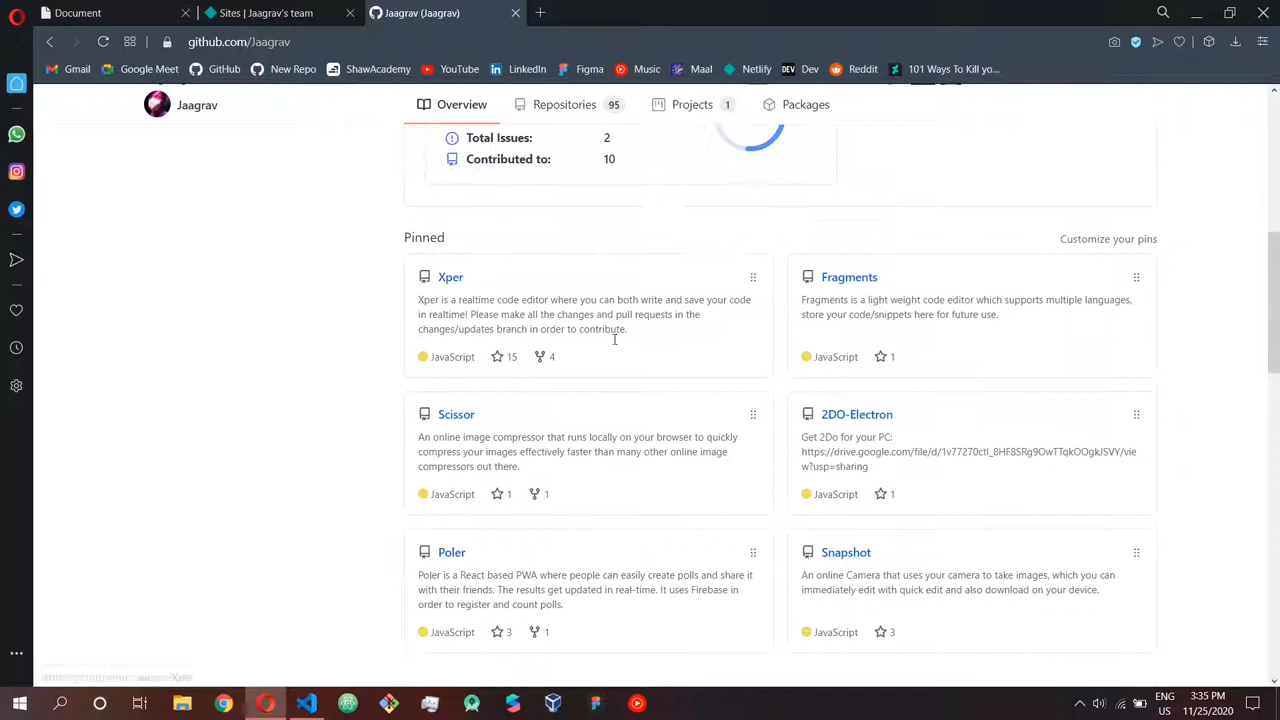 Document
Sites | Jaagrav's team
Jaagrav (Jaagrav)
github.com/Jaagrav
Gmail
Google Meet
GitHub
New Repo
ShawAcademy
YouTube
LinkedIn
Figma
Music
Maal
Netlify
DEV
Dev
Reddit
101 Ways To Kill yo...
Jaagrav
Overview
Repositories 95
Projects 1
Packages
Total Issues: 2
Contributed to: 10
Pinned
Customize your pins
Xper
Xper is a realtime code editor where you can both write and save your code
in realtime! Please make all the changes and pull requests in the
changes/updates branch in order to contribute.
JavaScript 15 4
Fragments
Fragments is a light weight code editor which supports multiple languages,
store your code/snippets here for future use.
JavaScript 1
Scissor
An online image compressor that runs locally on your browser to quickly
compress your images effectively faster than many other online image
compressors out there.
JavaScript 1 1
2DO-Electron
Get 2Do for your PC:
https://drive.google.com/file/d/1v77270ctl_8HF8SRg9OwTTqkOOgkJSVY/vie
w?usp=sharing
JavaScript 1
Poler
Poler is a React based PWA where people can easily create polls and share it
with their friends. The results get updated in real-time. It uses Firebase in
order to register and count polls.
JavaScript 3 1
Snapshot
An online Camera that uses your camera to take images, which you can
immediately edit with quick edit and also download on your device.
JavaScript 3
ENG
US
3:35 PM
11/25/2020